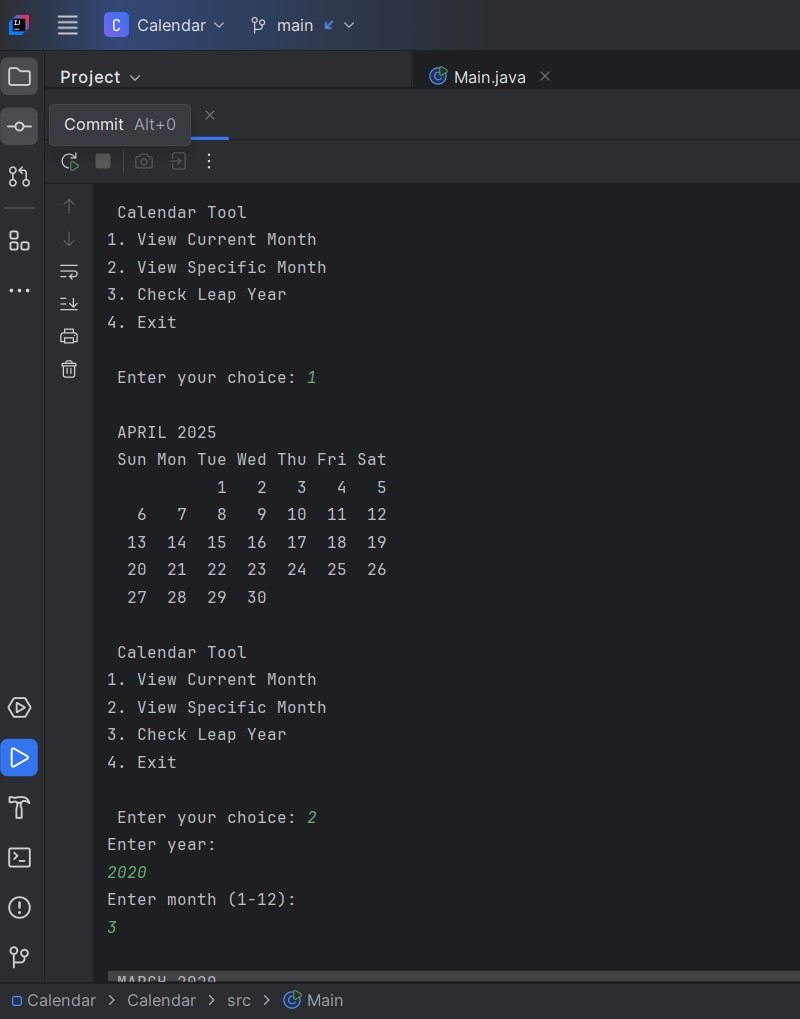 C Calendar main
Project Main.java
Commit Alt+0
Calendar Tool
1. View Current Month
2. View Specific Month
3. Check Leap Year
4. Exit
Enter your choice: 1
APRIL 2025
Sun Mon Tue Wed Thu Fri Sat
1 2 3 4 5
6 7 8 9 10 11 12
13 14 15 16 17 18 19
20 21 22 23 24 25 26
27 28 29 30
Calendar Tool
1. View Current Month
2. View Specific Month
3. Check Leap Year
4. Exit
Enter your choice: 2
Enter year:
2020
Enter month (1-12):
3
MARCH 2020
Calendar > Calendar > src > Main